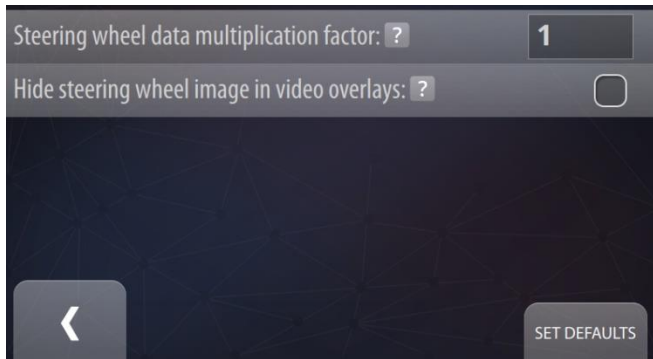 Steering wheel data multiplication factor: ? 1
Hide steering wheel image in video overlays: ?
SET DEFAULTS